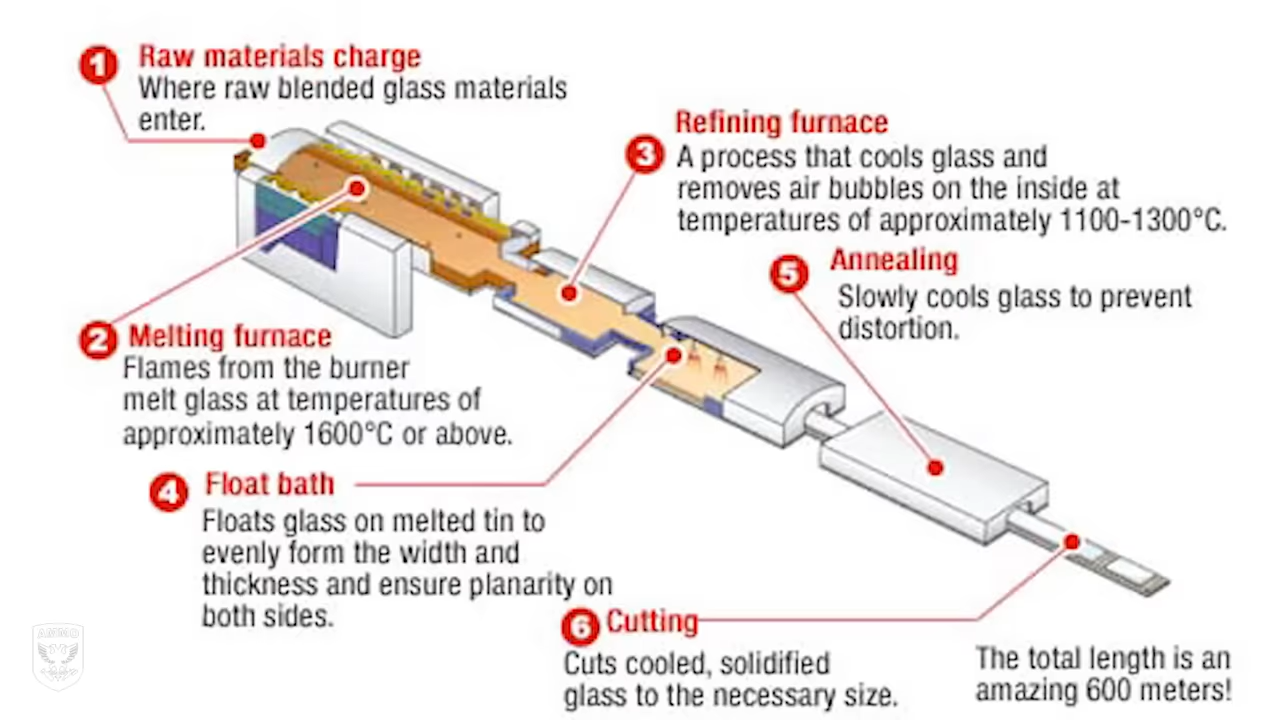 1 Raw materials charge
Where raw blended glass materials
enter.
2 Melting furnace
Flames from the burner
melt glass at temperatures of
approximately 1600°C or above.
3 Refining furnace
A process that cools glass and
removes air bubbles on the inside at
temperatures of approximately 1100-1300°C.
4 Float bath
Floats glass on melted tin to
evenly form the width and
thickness and ensure planarity on
both sides.
5 Annealing
Slowly cools glass to prevent
distortion.
6 Cutting
Cuts cooled, solidified
glass to the necessary size.
The total length is an
amazing 600 meters!